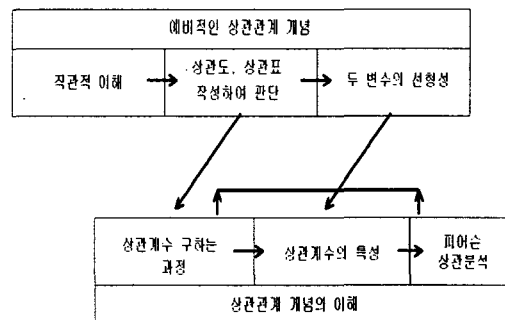 예비적인 상관관계 개념
직관적 이해
상관도, 상관표
작성하여 판단
두 변수의 선형성
상관계수 구하는
과정
상관계수의 특성
피어슨
상관분석
상관관계 개념의 이해